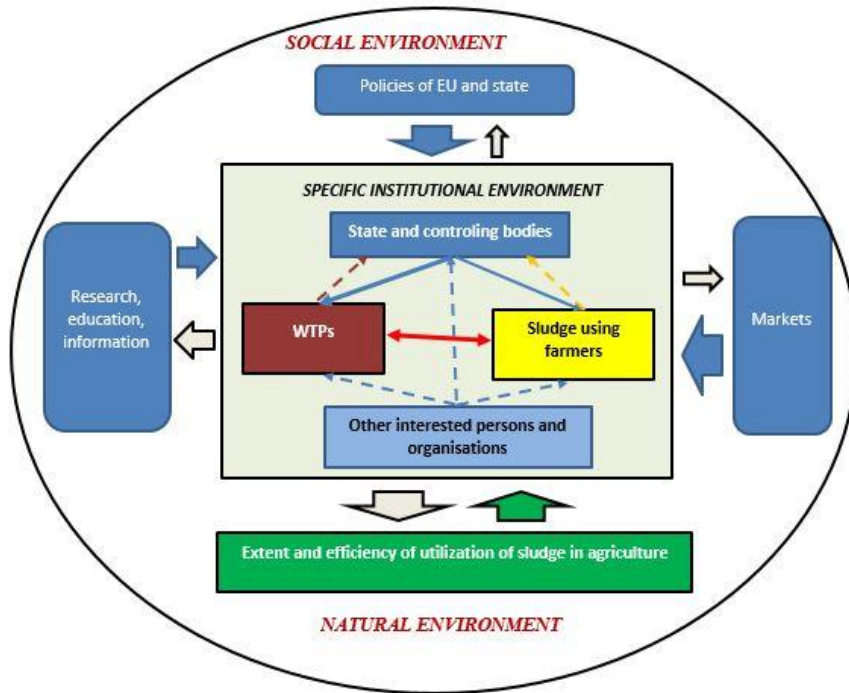 SOCIAL ENVIRONMENT
Policies of EU and state
SPECIFIC INSTITUTIONAL ENVIRONMENT
State and controling bodies
Research,
education,
information
WTPs
Sludge using
farmers
Markets
Other interested persons and
organisations
Extent and efficiency of utilization of sludge in agriculture
NATURAL ENVIRONMENT